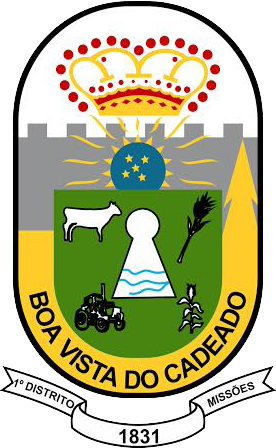 BOA VISTA DO CADEADO
1º DISTRITO
MISSÕES
1831